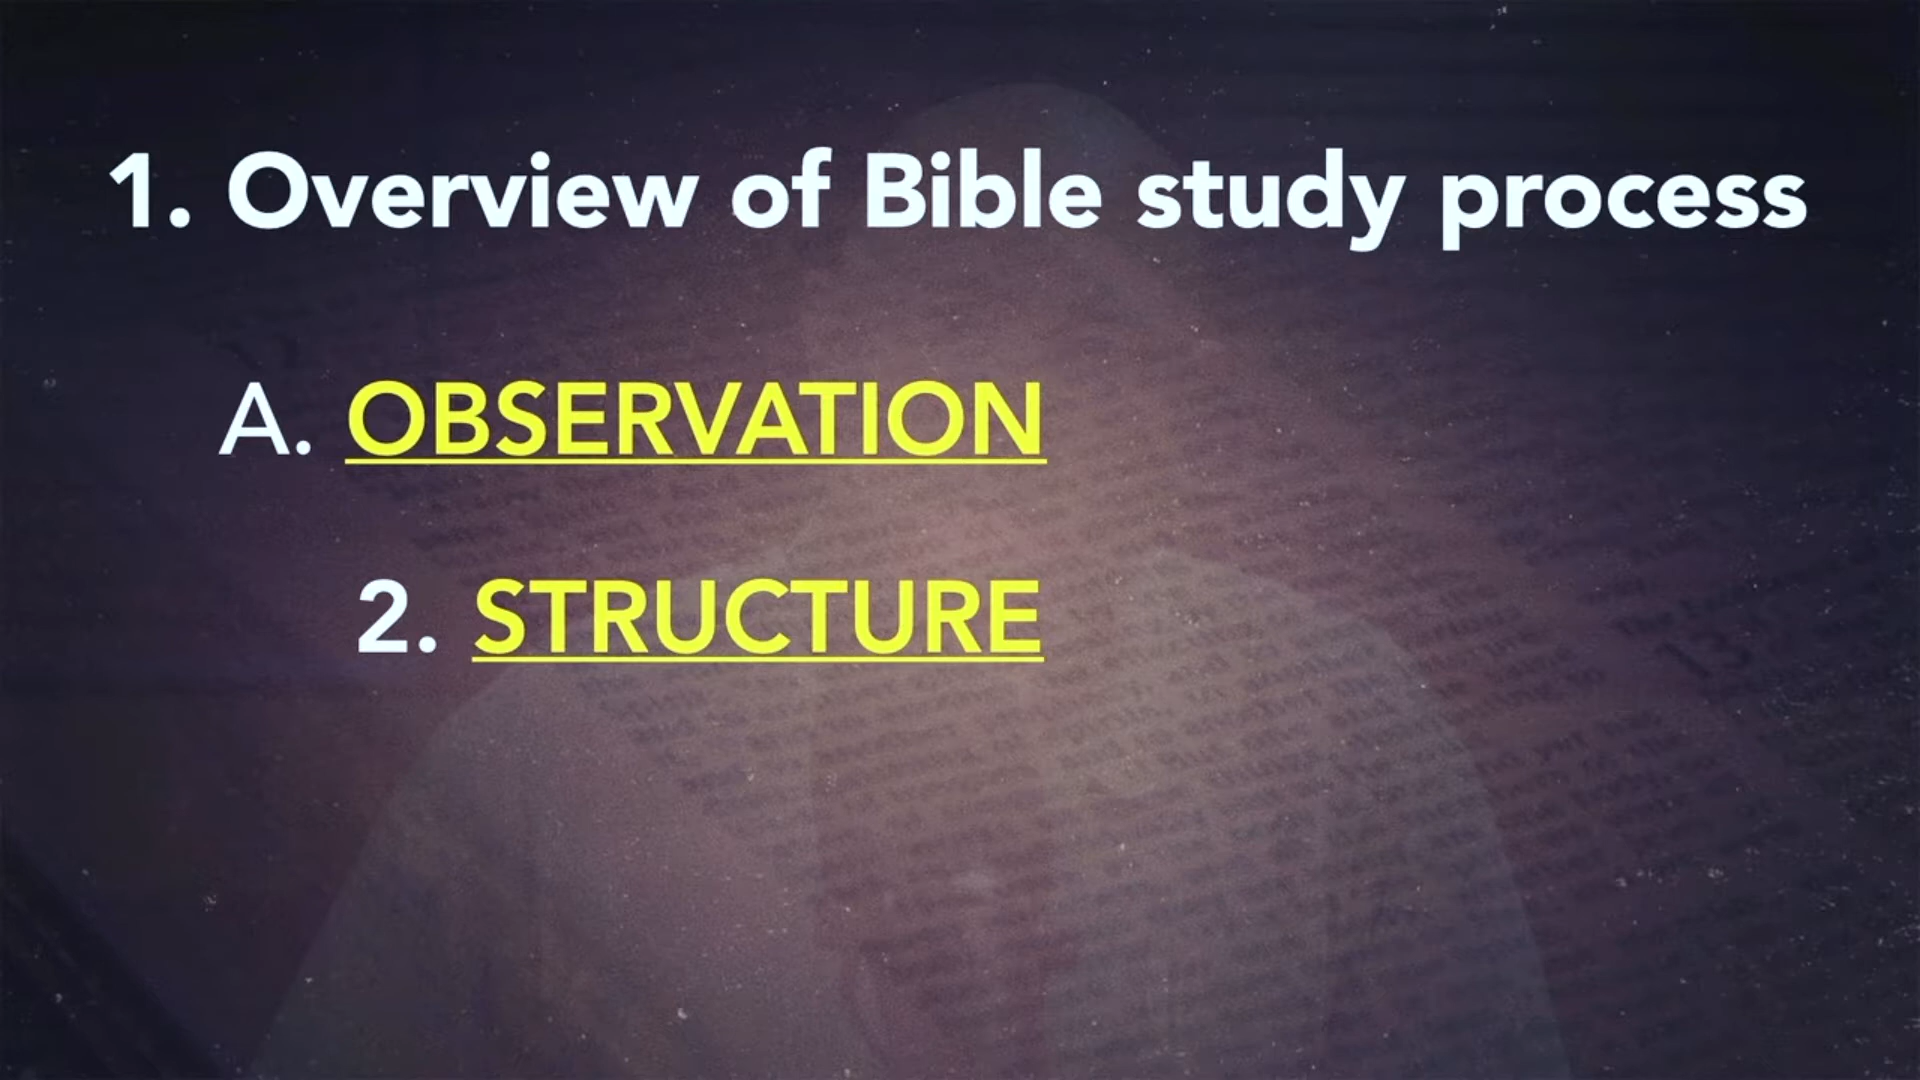 1. Overview of Bible study process
A. OBSERVATION
2. STRUCTURE